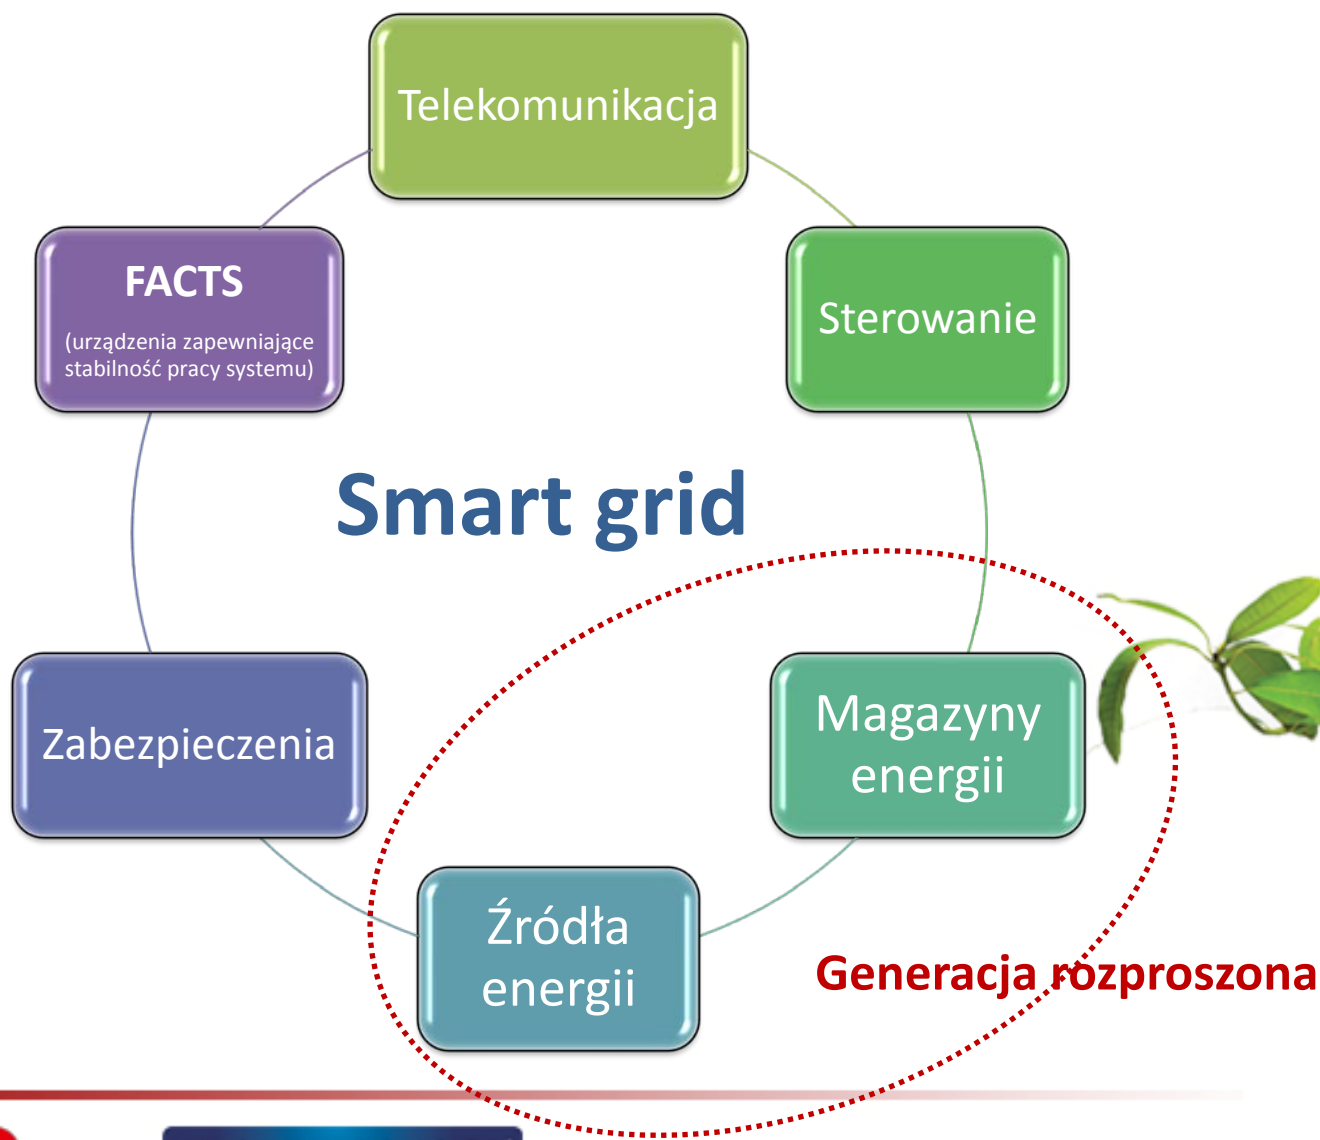 Telekomunikacja
FACTS
(urządzenia zapewniające
stabilność pracy systemu)
Sterowanie
Smart grid
Zabezpieczenia
Magazyny
energii
Źródła
energii
Generacja rozproszona